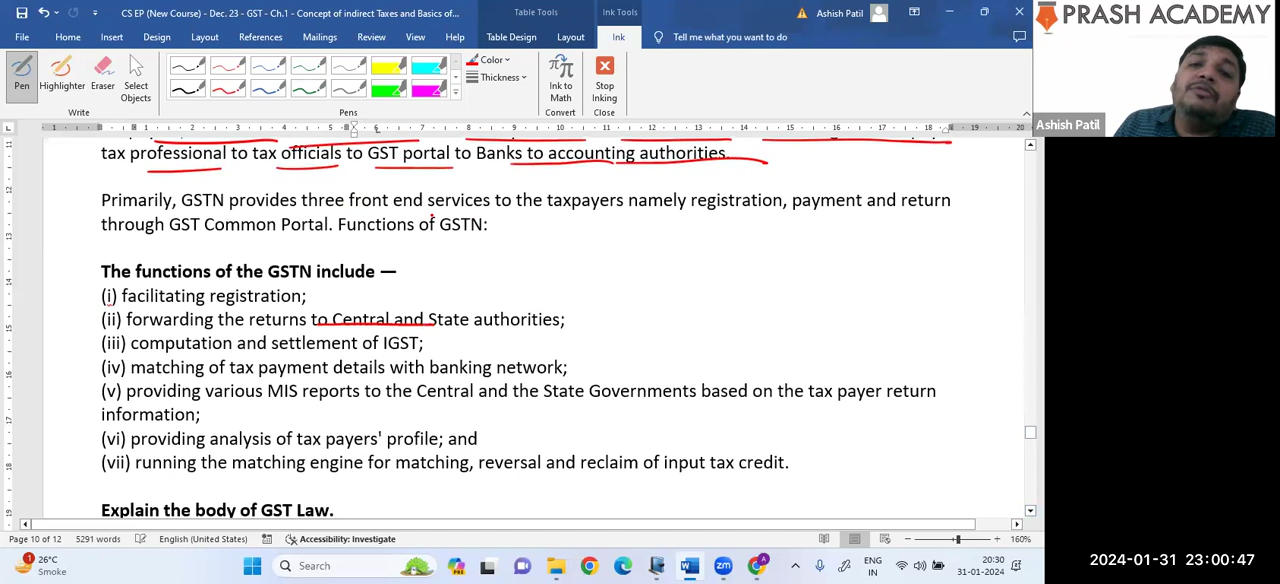 CS EP (New Course) - Dec. 23 - GST - Ch.1 - Concept of indirect Taxes and Basics of...
Table Tools
Ink Tools
Ashish Patil
PRASH ACADEMY
File Home Insert Design Layout References Mailings Review View Help Table Design Layout Ink Tell me what you want to do
Pen Highlighter Eraser Select Objects
Color
Thickness
Ink to Math
Stop Inking
Write
Pens
Convert
Close
Ashish Patil
tax professional to tax officials to GST portal to Banks to accounting authorities.
Primarily, GSTN provides three front end services to the taxpayers namely registration, payment and return
through GST Common Portal. Functions of GSTN:
The functions of the GSTN include —
(i) facilitating registration;
(ii) forwarding the returns to Central and State authorities;
(iii) computation and settlement of IGST;
(iv) matching of tax payment details with banking network;
(v) providing various MIS reports to the Central and the State Governments based on the tax payer return
information;
(vi) providing analysis of tax payers' profile; and
(vii) running the matching engine for matching, reversal and reclaim of input tax credit.
Explain the body of GST Law.
Page 10 of 12 5291 words English (United States) Accessibility: Investigate 160%
26°C
Smoke
Search
ENG
IN
20:30
31-01-2024
2024-01-31 23:00:47